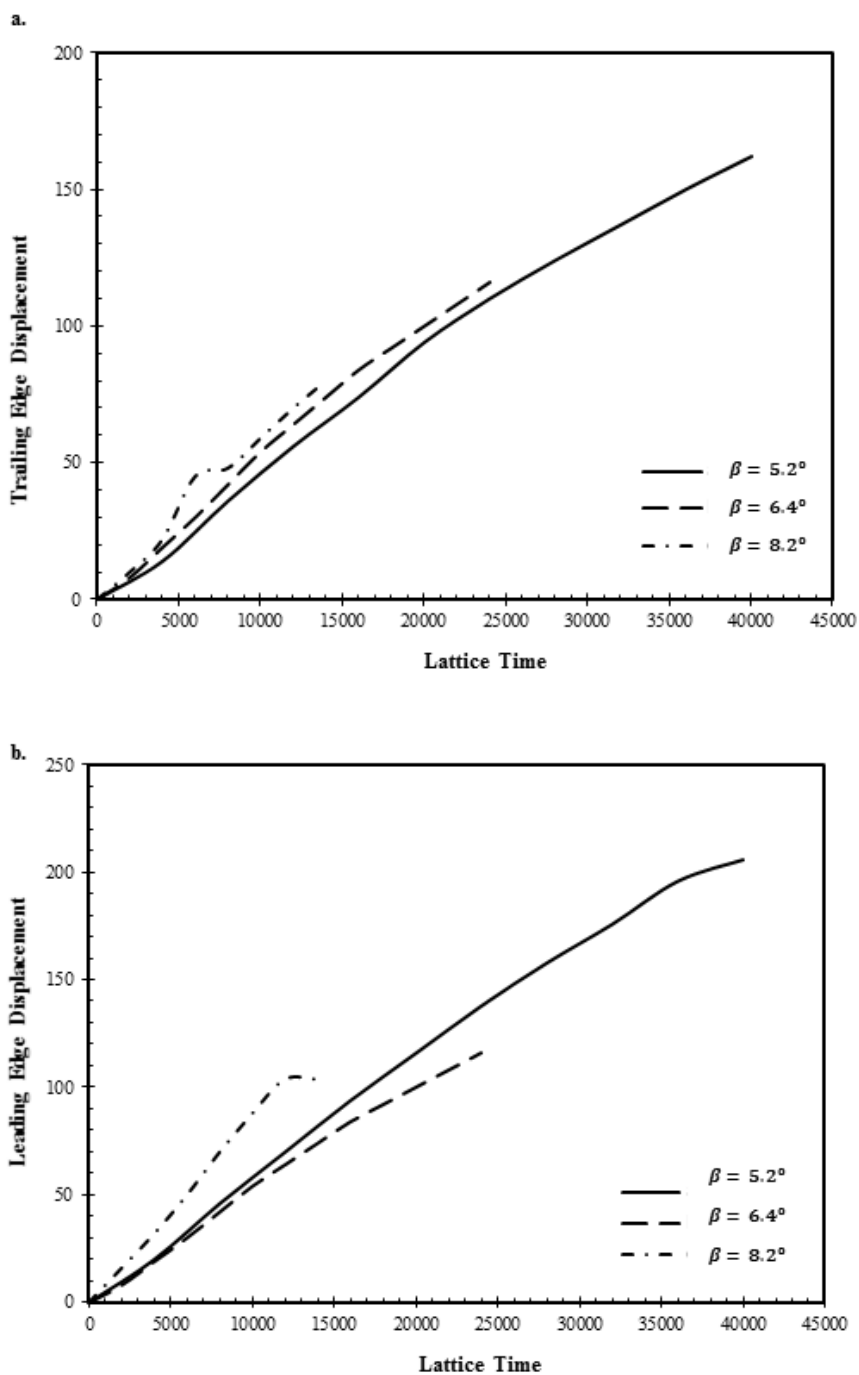 a.
200
150
100
50
0
Trailing Edge Displacement
β = 5.2°
β = 6.4°
β = 8.2°
0 5000 10000 15000 20000 25000 30000 35000 40000 45000
Lattice Time
b.
250
200
150
100
50
0
Leading Edge Displacement
β = 5.2°
β = 6.4°
β = 8.2°
0 5000 10000 15000 20000 25000 30000 35000 40000 45000
Lattice Time